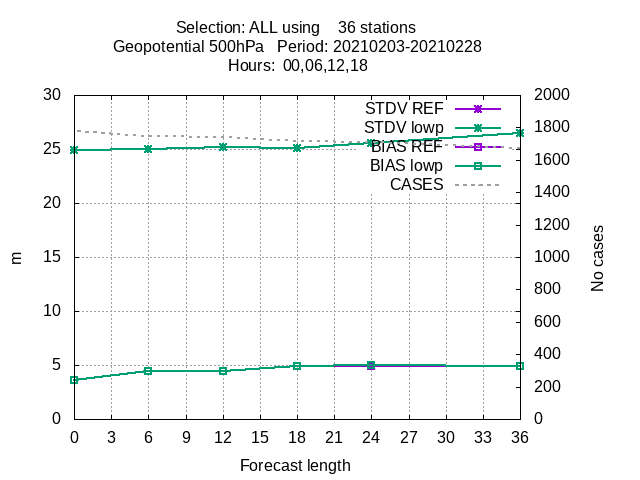 Selection: ALL using    36 stations
Geopotential 500hPa   Period: 20210203-20210228
Hours: 00,06,12,18
30
25
20
15
10
5
0
m
STDV REF
STDV lowp
BIAS REF
BIAS lowp
CASES
2000
1800
1600
1400
1200
1000
800
600
400
200
0
No cases
0 3 6 9 12 15 18 21 24 27 30 33 36
Forecast length